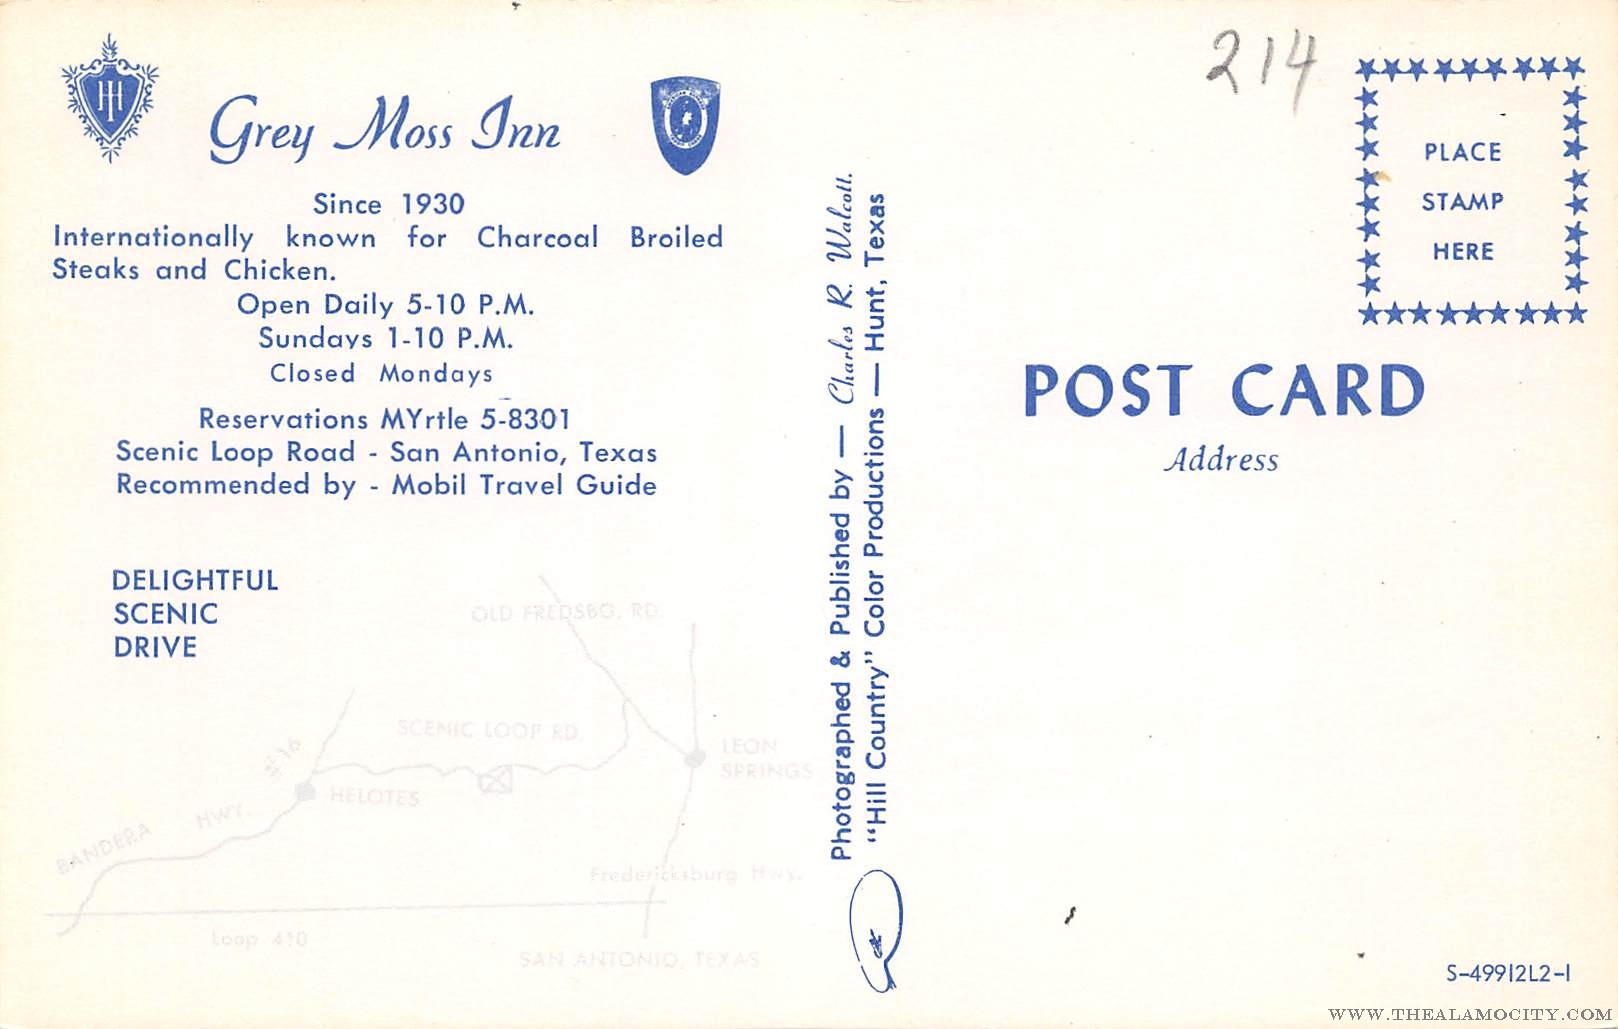 Grey Moss Inn
Since 1930
Internationally known for Charcoal Broiled
Steaks and Chicken.
Open Daily 5-10 P.M.
Sundays 1-10 P.M.
Closed Mondays
Reservations MYrtle 5-8301
Scenic Loop Road - San Antonio, Texas
Recommended by - Mobil Travel Guide
DELIGHTFUL
SCENIC
DRIVE
OLD FREDSBG. RD.
SCENIC LOOP RD.
LEON
SPRINGS
#16
HELOTES
BANDERA HWY.
Fredericksburg Hwy.
Loop 410
SAN ANTONIO, TEXAS
Photographed & Published by — Charles R. Walcott.
"Hill Country" Color Productions — Hunt, Texas
214
PLACE
STAMP
HERE
POST CARD
Address
S-49912L2-1
WWW.THEALAMOCITY.COM